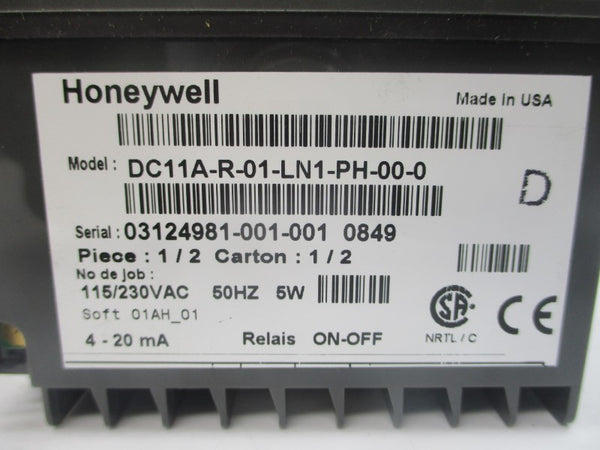 Honeywell
Made In USA
Model : DC11A-R-01-LN1-PH-00-0
D
Serial : 03124981-001-001 0849
Piece : 1 / 2 Carton : 1 / 2
No de job :
115/230VAC 50HZ 5W
Soft 01AH_01
SA CE
NRTL / C
4 - 20 mA Relais ON-OFF